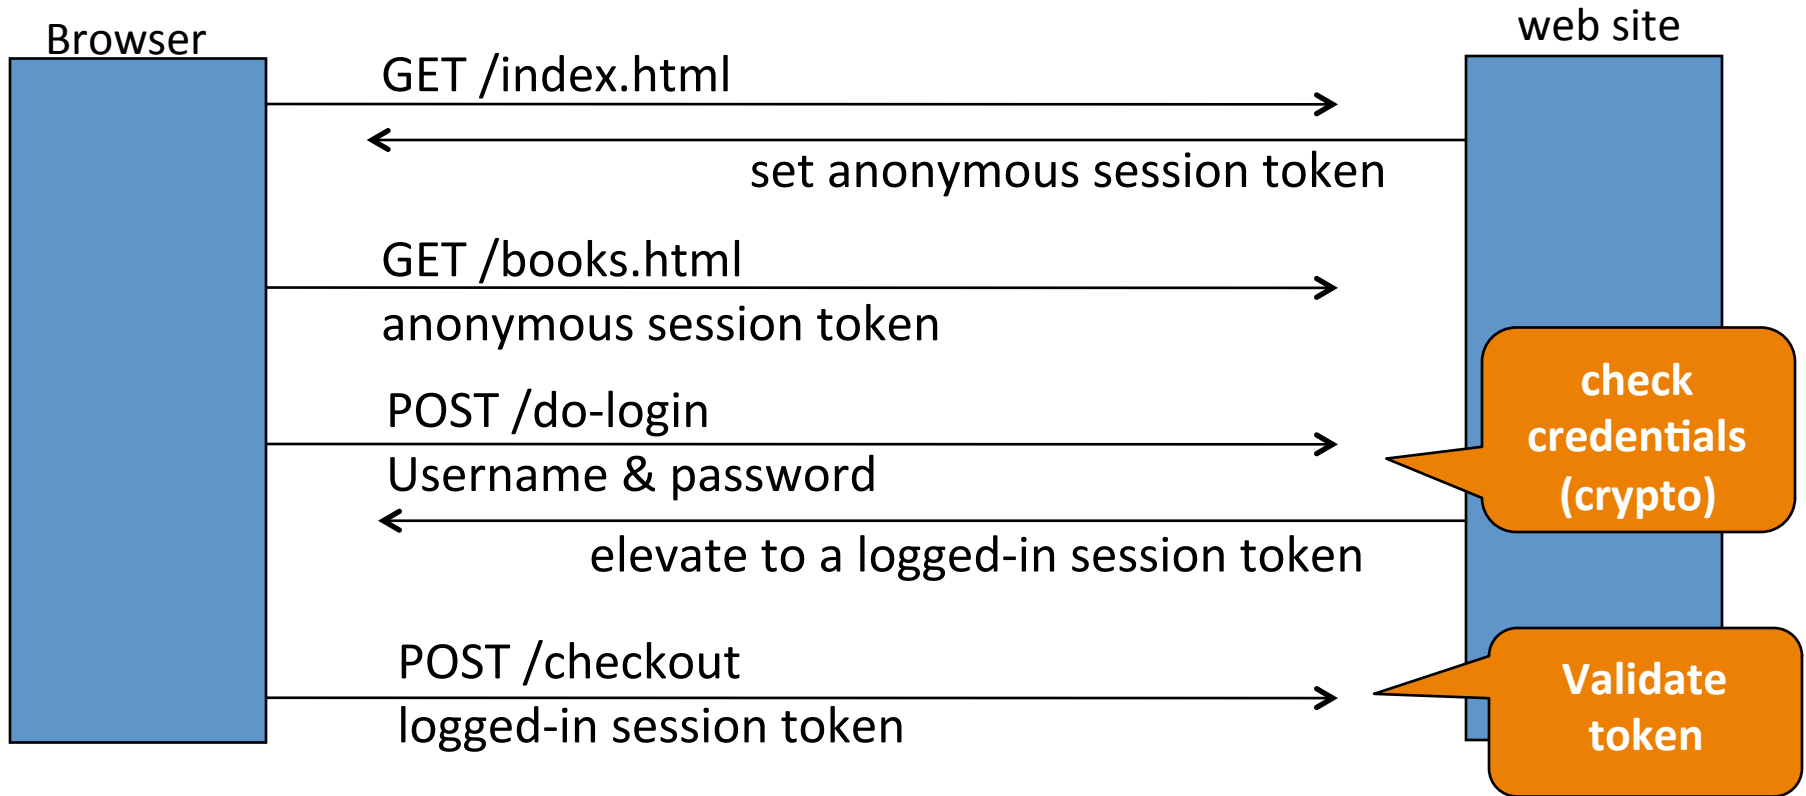 Browser
web site
GET /index.html
set anonymous session token
GET /books.html
anonymous session token
POST /do-login
Username & password
check
credentials
(crypto)
elevate to a logged-in session token
POST /checkout
logged-in session token
Validate
token